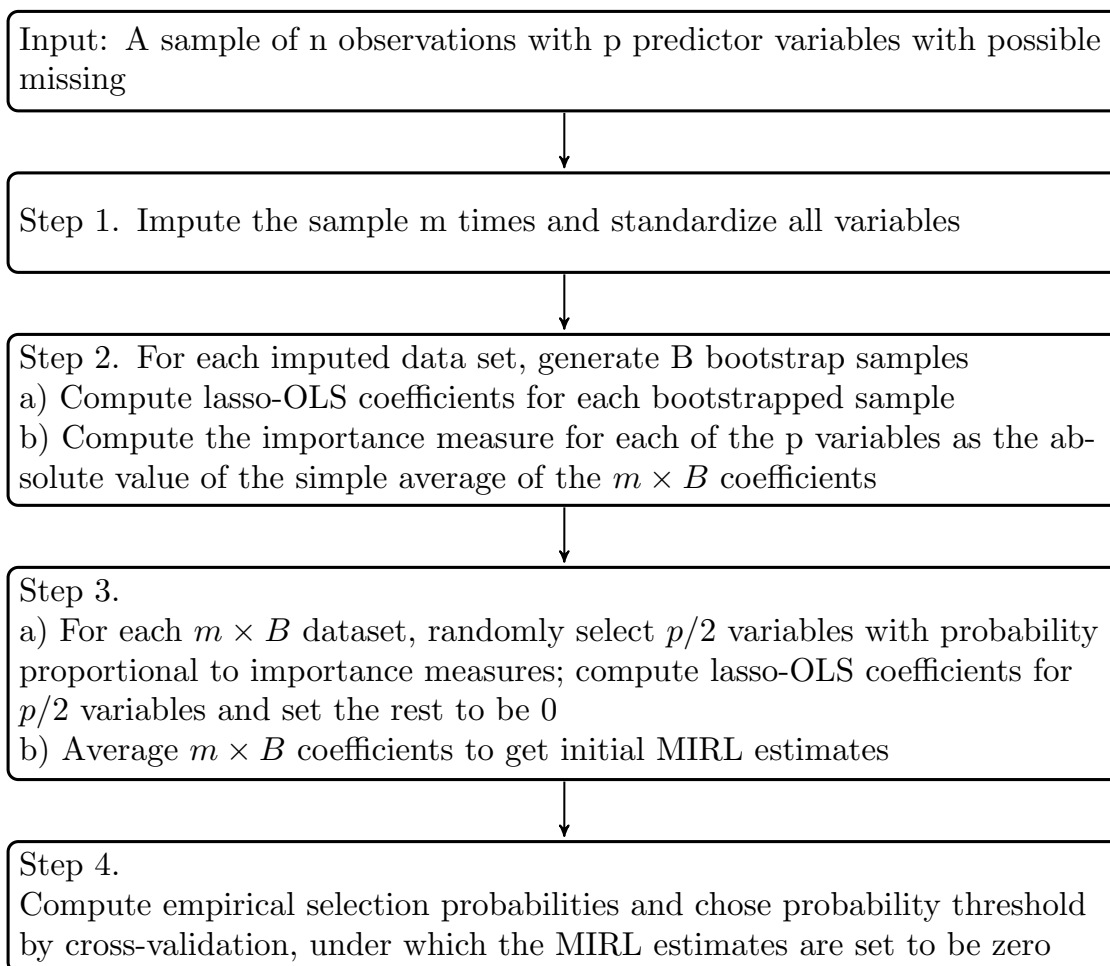 Input: A sample of n observations with p predictor variables with possible
missing
Step 1. Impute the sample m times and standardize all variables
Step 2. For each imputed data set, generate B bootstrap samples
a) Compute lasso-OLS coefficients for each bootstrapped sample
b) Compute the importance measure for each of the p variables as the ab-
solute value of the simple average of the m × B coefficients
Step 3.
a) For each m × B dataset, randomly select p/2 variables with probability
proportional to importance measures; compute lasso-OLS coefficients for
p/2 variables and set the rest to be 0
b) Average m × B coefficients to get initial MIRL estimates
Step 4.
Compute empirical selection probabilities and chose probability threshold
by cross-validation, under which the MIRL estimates are set to be zero